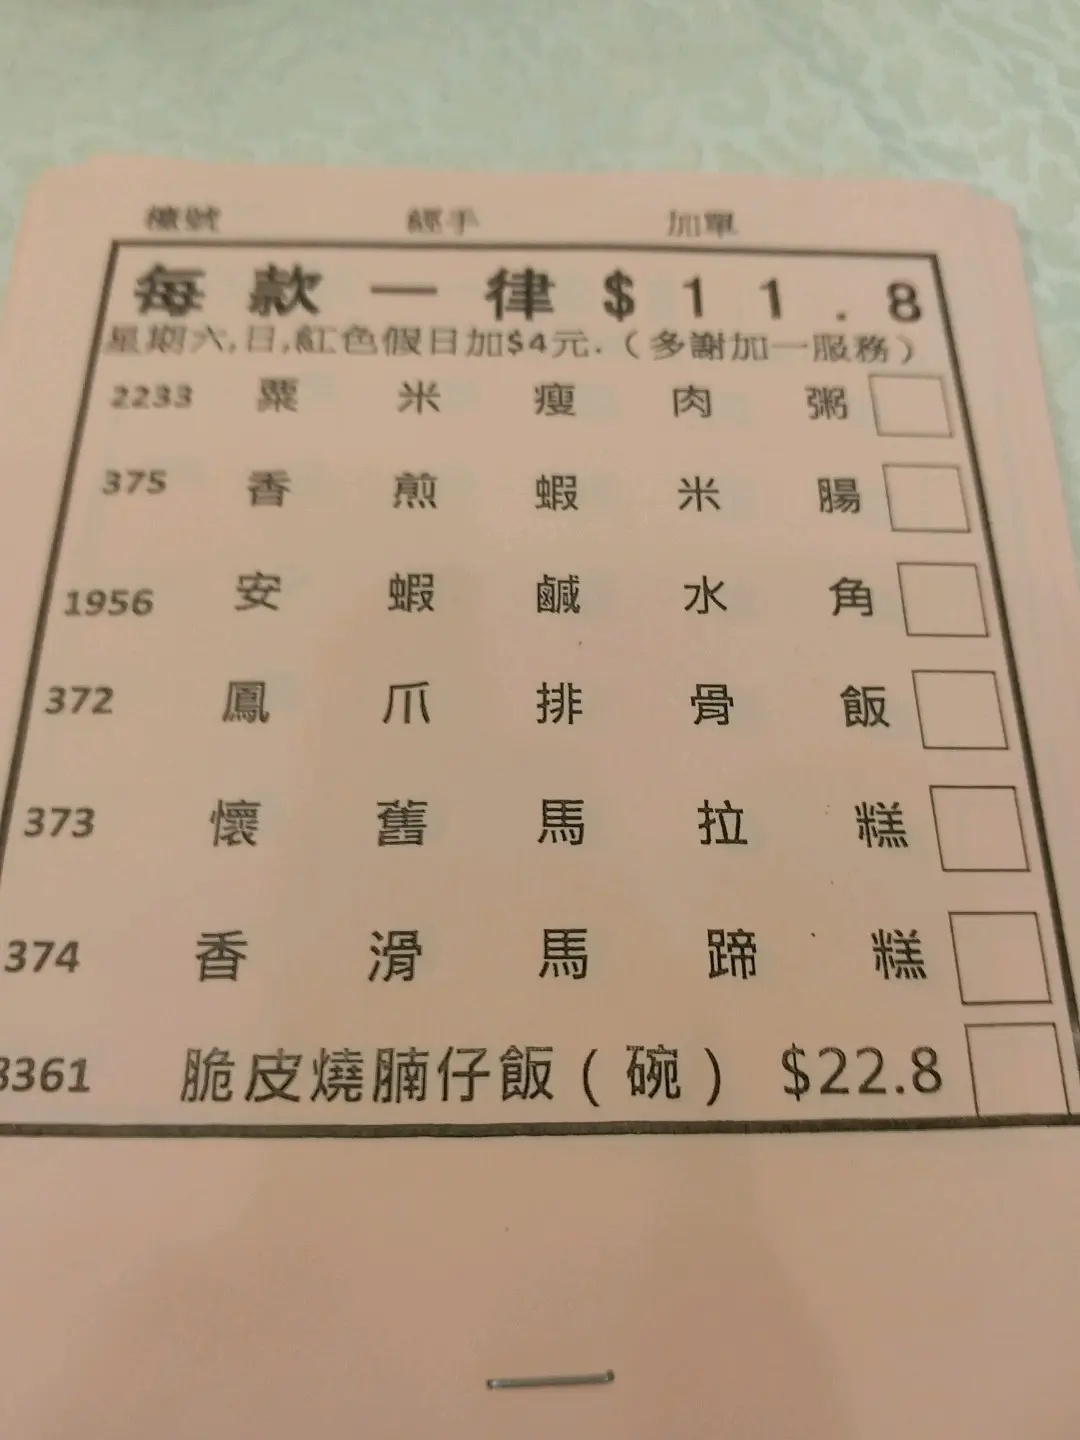 檯號 經手 加單
每款一律$11.8
星期六,日,紅色假日加$4元.(多謝加一服務)
2233 粟米瘦肉粥
375 香煎蝦米腸
1956 安蝦鹹水角
372 鳳爪排骨飯
373 懷舊馬拉糕
374 香滑馬蹄糕
3361 脆皮燒腩仔飯(碗) $22.8